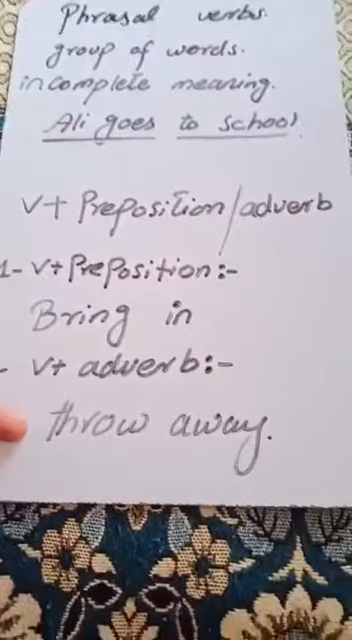 Phrasal verbs.
group of words.
incomplete meaning.
Ali goes to school.
V+ Preposition/adverb
1- V+Preposition:-
Bring in
- V+ adverb:-
throw away.